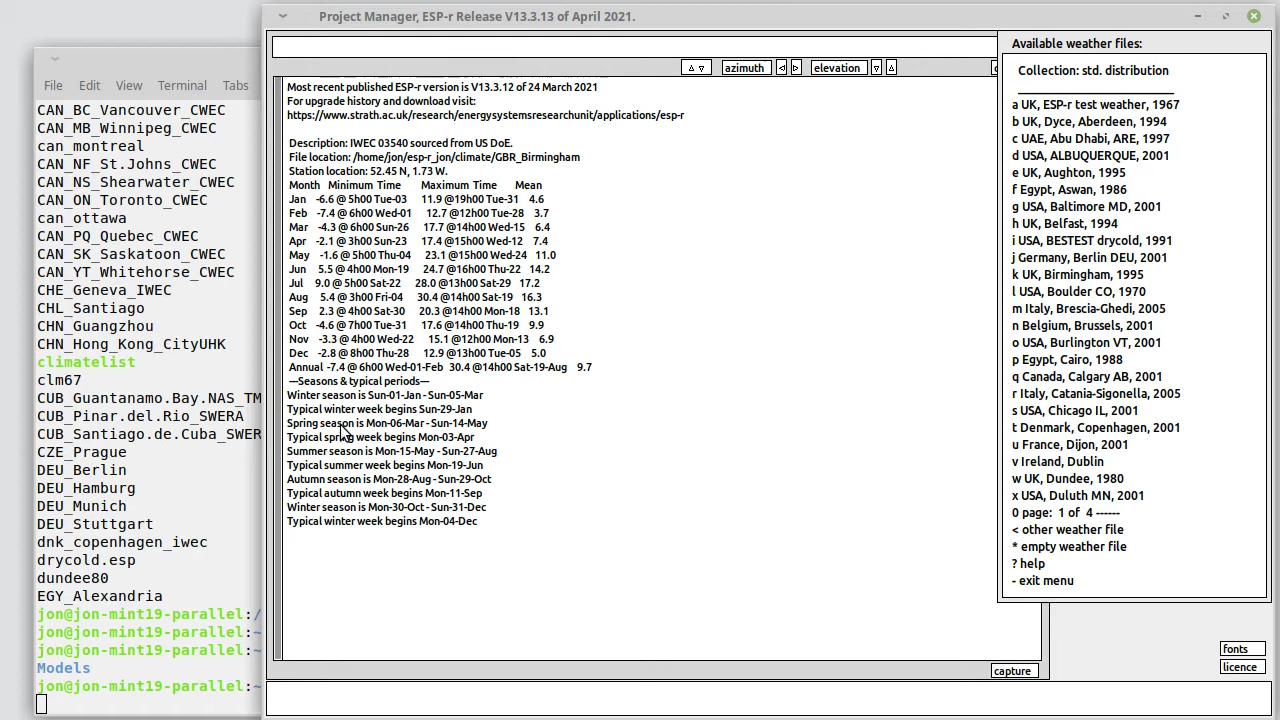 Project Manager, ESP-r Release V13.3.13 of April 2021.
File Edit View Terminal Tabs
CAN_BC_Vancouver_CWEC
CAN_MB_Winnipeg_CWEC
can_montreal
CAN_NF_St.Johns_CWEC
CAN_NS_Shearwater_CWEC
CAN_ON_Toronto_CWEC
can_ottawa
CAN_PQ_Quebec_CWEC
CAN_SK_Saskatoon_CWEC
CAN_YT_Whitehorse_CWEC
CHE_Geneva_IWEC
CHL_Santiago
CHN_Guangzhou
CHN_Hong_Kong_CityUHK
climatelist
clm67
CUB_Guantanamo.Bay.NAS_TM
CUB_Pinar.del.Rio_SWERA
CUB_Santiago.de.Cuba_SWER
CZE_Prague
DEU_Berlin
DEU_Hamburg
DEU_Munich
DEU_Stuttgart
dnk_copenhagen_iwec
drycold.esp
dundee80
EGY_Alexandria
jon@jon-mint19-parallel:/
jon@jon-mint19-parallel:~
jon@jon-mint19-parallel:~
Models
jon@jon-mint19-parallel:~
azimuth
elevation
Most recent published ESP-r version is V13.3.12 of 24 March 2021
For upgrade history and download visit:
https://www.strath.ac.uk/research/energysystemsresearchunit/applications/esp-r
Description: IWEC 03540 sourced from US DoE.
File location: /home/jon/esp-r_jon/climate/GBR_Birmingham
Station location: 52.45 N, 1.73 W.
Month Minimum Time Maximum Time Mean
Jan -6.6 @ 5h00 Tue-03 11.9 @19h00 Tue-31 4.6
Feb -7.4 @ 6h00 Wed-01 12.7 @12h00 Tue-28 3.7
Mar -4.3 @ 6h00 Sun-26 17.7 @14h00 Wed-15 6.4
Apr -2.1 @ 3h00 Sun-23 17.4 @15h00 Wed-12 7.4
May -1.6 @ 5h00 Thu-04 23.1 @15h00 Wed-24 11.0
Jun 5.5 @ 4h00 Mon-19 24.7 @16h00 Thu-22 14.2
Jul 9.0 @ 5h00 Sat-22 28.0 @13h00 Sat-29 17.2
Aug 5.4 @ 3h00 Fri-04 30.4 @14h00 Sat-19 16.3
Sep 2.3 @ 4h00 Sat-30 20.3 @14h00 Mon-18 13.1
Oct -4.6 @ 7h00 Tue-31 17.6 @14h00 Thu-19 9.9
Nov -3.3 @ 4h00 Wed-22 15.1 @12h00 Mon-13 6.9
Dec -2.8 @ 8h00 Thu-28 12.9 @13h00 Tue-05 5.0
Annual -7.4 @ 6h00 Wed-01-Feb 30.4 @14h00 Sat-19-Aug 9.7
---Seasons & typical periods---
Winter season is Sun-01-Jan - Sun-05-Mar
Typical winter week begins Sun-29-Jan
Spring season is Mon-06-Mar - Sun-14-May
Typical spring week begins Mon-03-Apr
Summer season is Mon-15-May - Sun-27-Aug
Typical summer week begins Mon-19-Jun
Autumn season is Mon-28-Aug - Sun-29-Oct
Typical autumn week begins Mon-11-Sep
Winter season is Mon-30-Oct - Sun-31-Dec
Typical winter week begins Mon-04-Dec
capture
Available weather files:
Collection: std. distribution
a UK, ESP-r test weather, 1967
b UK, Dyce, Aberdeen, 1994
c UAE, Abu Dhabi, ARE, 1997
d USA, ALBUQUERQUE, 2001
e UK, Aughton, 1995
f Egypt, Aswan, 1986
g USA, Baltimore MD, 2001
h UK, Belfast, 1994
i USA, BESTEST drycold, 1991
j Germany, Berlin DEU, 2001
k UK, Birmingham, 1995
l USA, Boulder CO, 1970
m Italy, Brescia-Ghedi, 2005
n Belgium, Brussels, 2001
o USA, Burlington VT, 2001
p Egypt, Cairo, 1988
q Canada, Calgary AB, 2001
r Italy, Catania-Sigonella, 2005
s USA, Chicago IL, 2001
t Denmark, Copenhagen, 2001
u France, Dijon, 2001
v Ireland, Dublin
w UK, Dundee, 1980
x USA, Duluth MN, 2001
0 page: 1 of 4 ------
< other weather file
* empty weather file
? help
- exit menu
fonts
licence